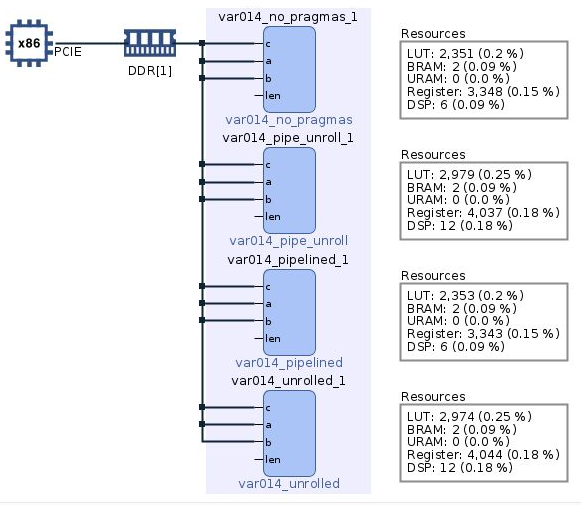 x86
PCIE
DDR[1]
var014_no_pragmas_1
c
a
b
len
var014_no_pragmas
Resources
LUT: 2,351 (0.2 %)
BRAM: 2 (0.09 %)
URAM: 0 (0.0 %)
Register: 3,348 (0.15 %)
DSP: 6 (0.09 %)
var014_pipe_unroll_1
c
a
b
len
var014_pipe_unroll
Resources
LUT: 2,979 (0.25 %)
BRAM: 2 (0.09 %)
URAM: 0 (0.0 %)
Register: 4,037 (0.18 %)
DSP: 12 (0.18 %)
var014_pipelined_1
c
a
b
len
var014_pipelined
Resources
LUT: 2,353 (0.2 %)
BRAM: 2 (0.09 %)
URAM: 0 (0.0 %)
Register: 3,343 (0.15 %)
DSP: 6 (0.09 %)
var014_unrolled_1
c
a
b
len
var014_unrolled
Resources
LUT: 2,974 (0.25 %)
BRAM: 2 (0.09 %)
URAM: 0 (0.0 %)
Register: 4,044 (0.18 %)
DSP: 12 (0.18 %)